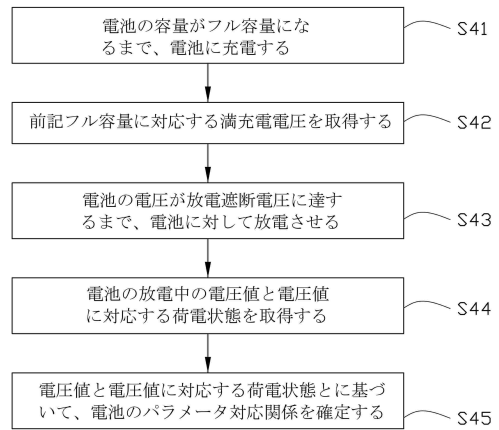 電池の容量がフル容量にな
るまで、電池に充電する
S41
前記フル容量に対応する満充電電圧を取得する
S42
電池の電圧が放電遮断電圧に達す
るまで、電池に対して放電させる
S43
電池の放電中の電圧値と電圧値
に対応する荷電状態を取得する
S44
電圧値と電圧値に対応する荷電状態とに基づ
いて、電池のパラメータ対応関係を確定する
S45